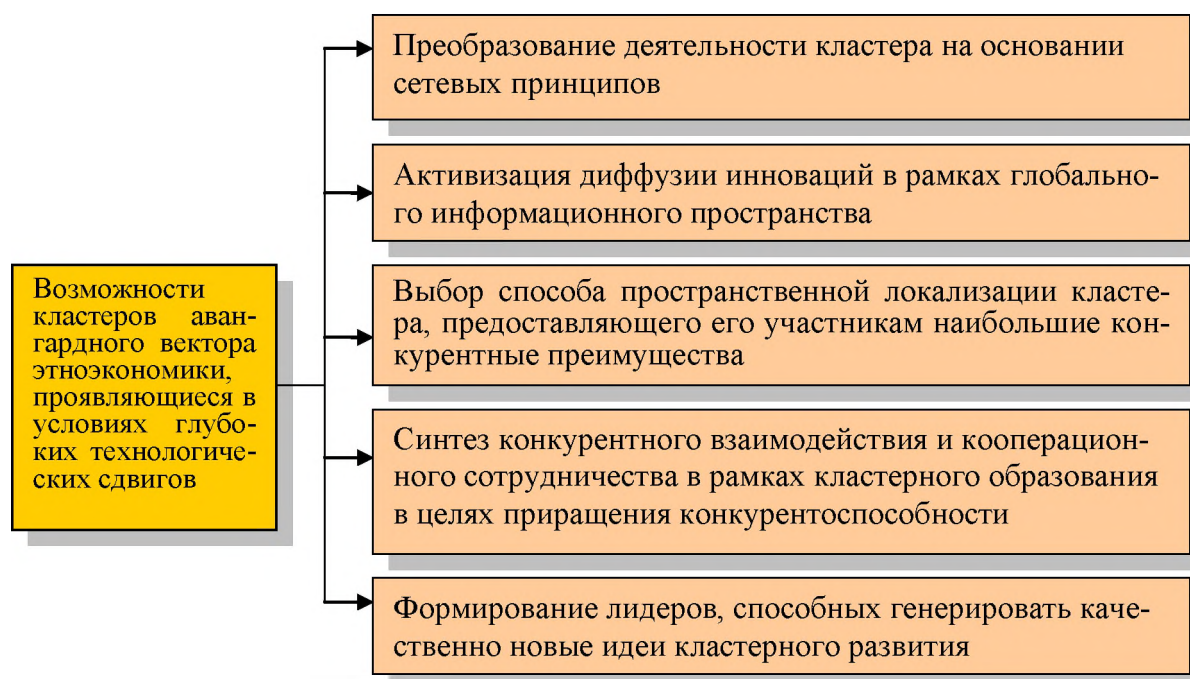 Возможности
кластеров аван-
гардного вектора
этноэкономики,
проявляющиеся в
условиях глубо-
ких технологиче-
ских сдвигов
Преобразование деятельности кластера на основании
сетевых принципов
Активизация диффузии инноваций в рамках глобально-
го информационного пространства
Выбор способа пространственной локализации класте-
ра, предоставляющего его участникам наибольшие кон-
курентные преимущества
Синтез конкурентного взаимодействия и кооперацион-
ного сотрудничества в рамках кластерного образования
в целях приращения конкурентоспособности
Формирование лидеров, способных генерировать каче-
ственно новые идеи кластерного развития